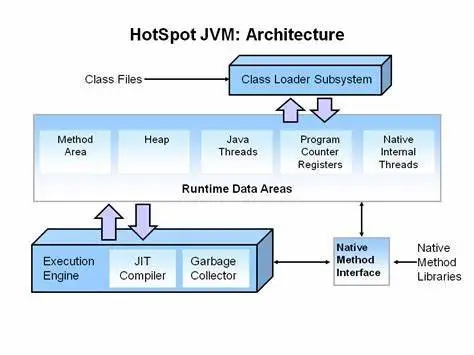 HotSpot JVM: Architecture
Class Files
Class Loader Subsystem
Method
Area
Heap
Java
Threads
Program
Counter
Registers
Native
Internal
Threads
Runtime Data Areas
Execution
Engine
JIT
Compiler
Garbage
Collector
Native
Method
Interface
Native
Method
Libraries